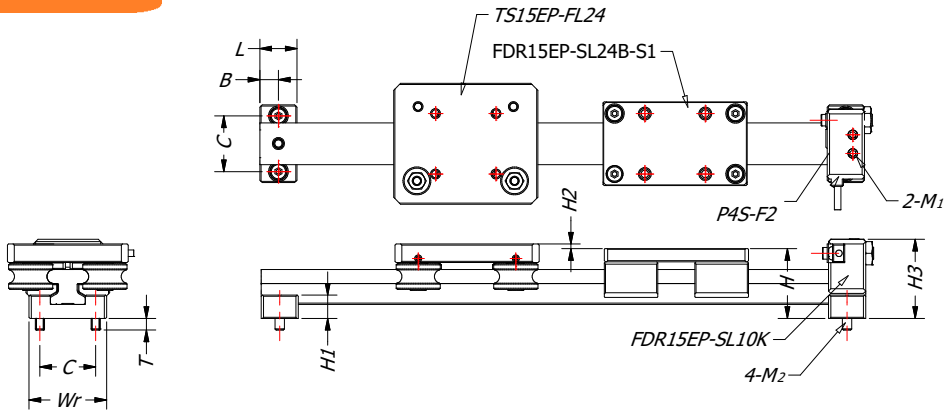 TS15EP-FL24
L
FDR15EP-SL24B-S1
B
C
P4S-F2
2-M1
H2
H
H3
H1
T
FDR15EP-SL10K
C
4-M2
Wr